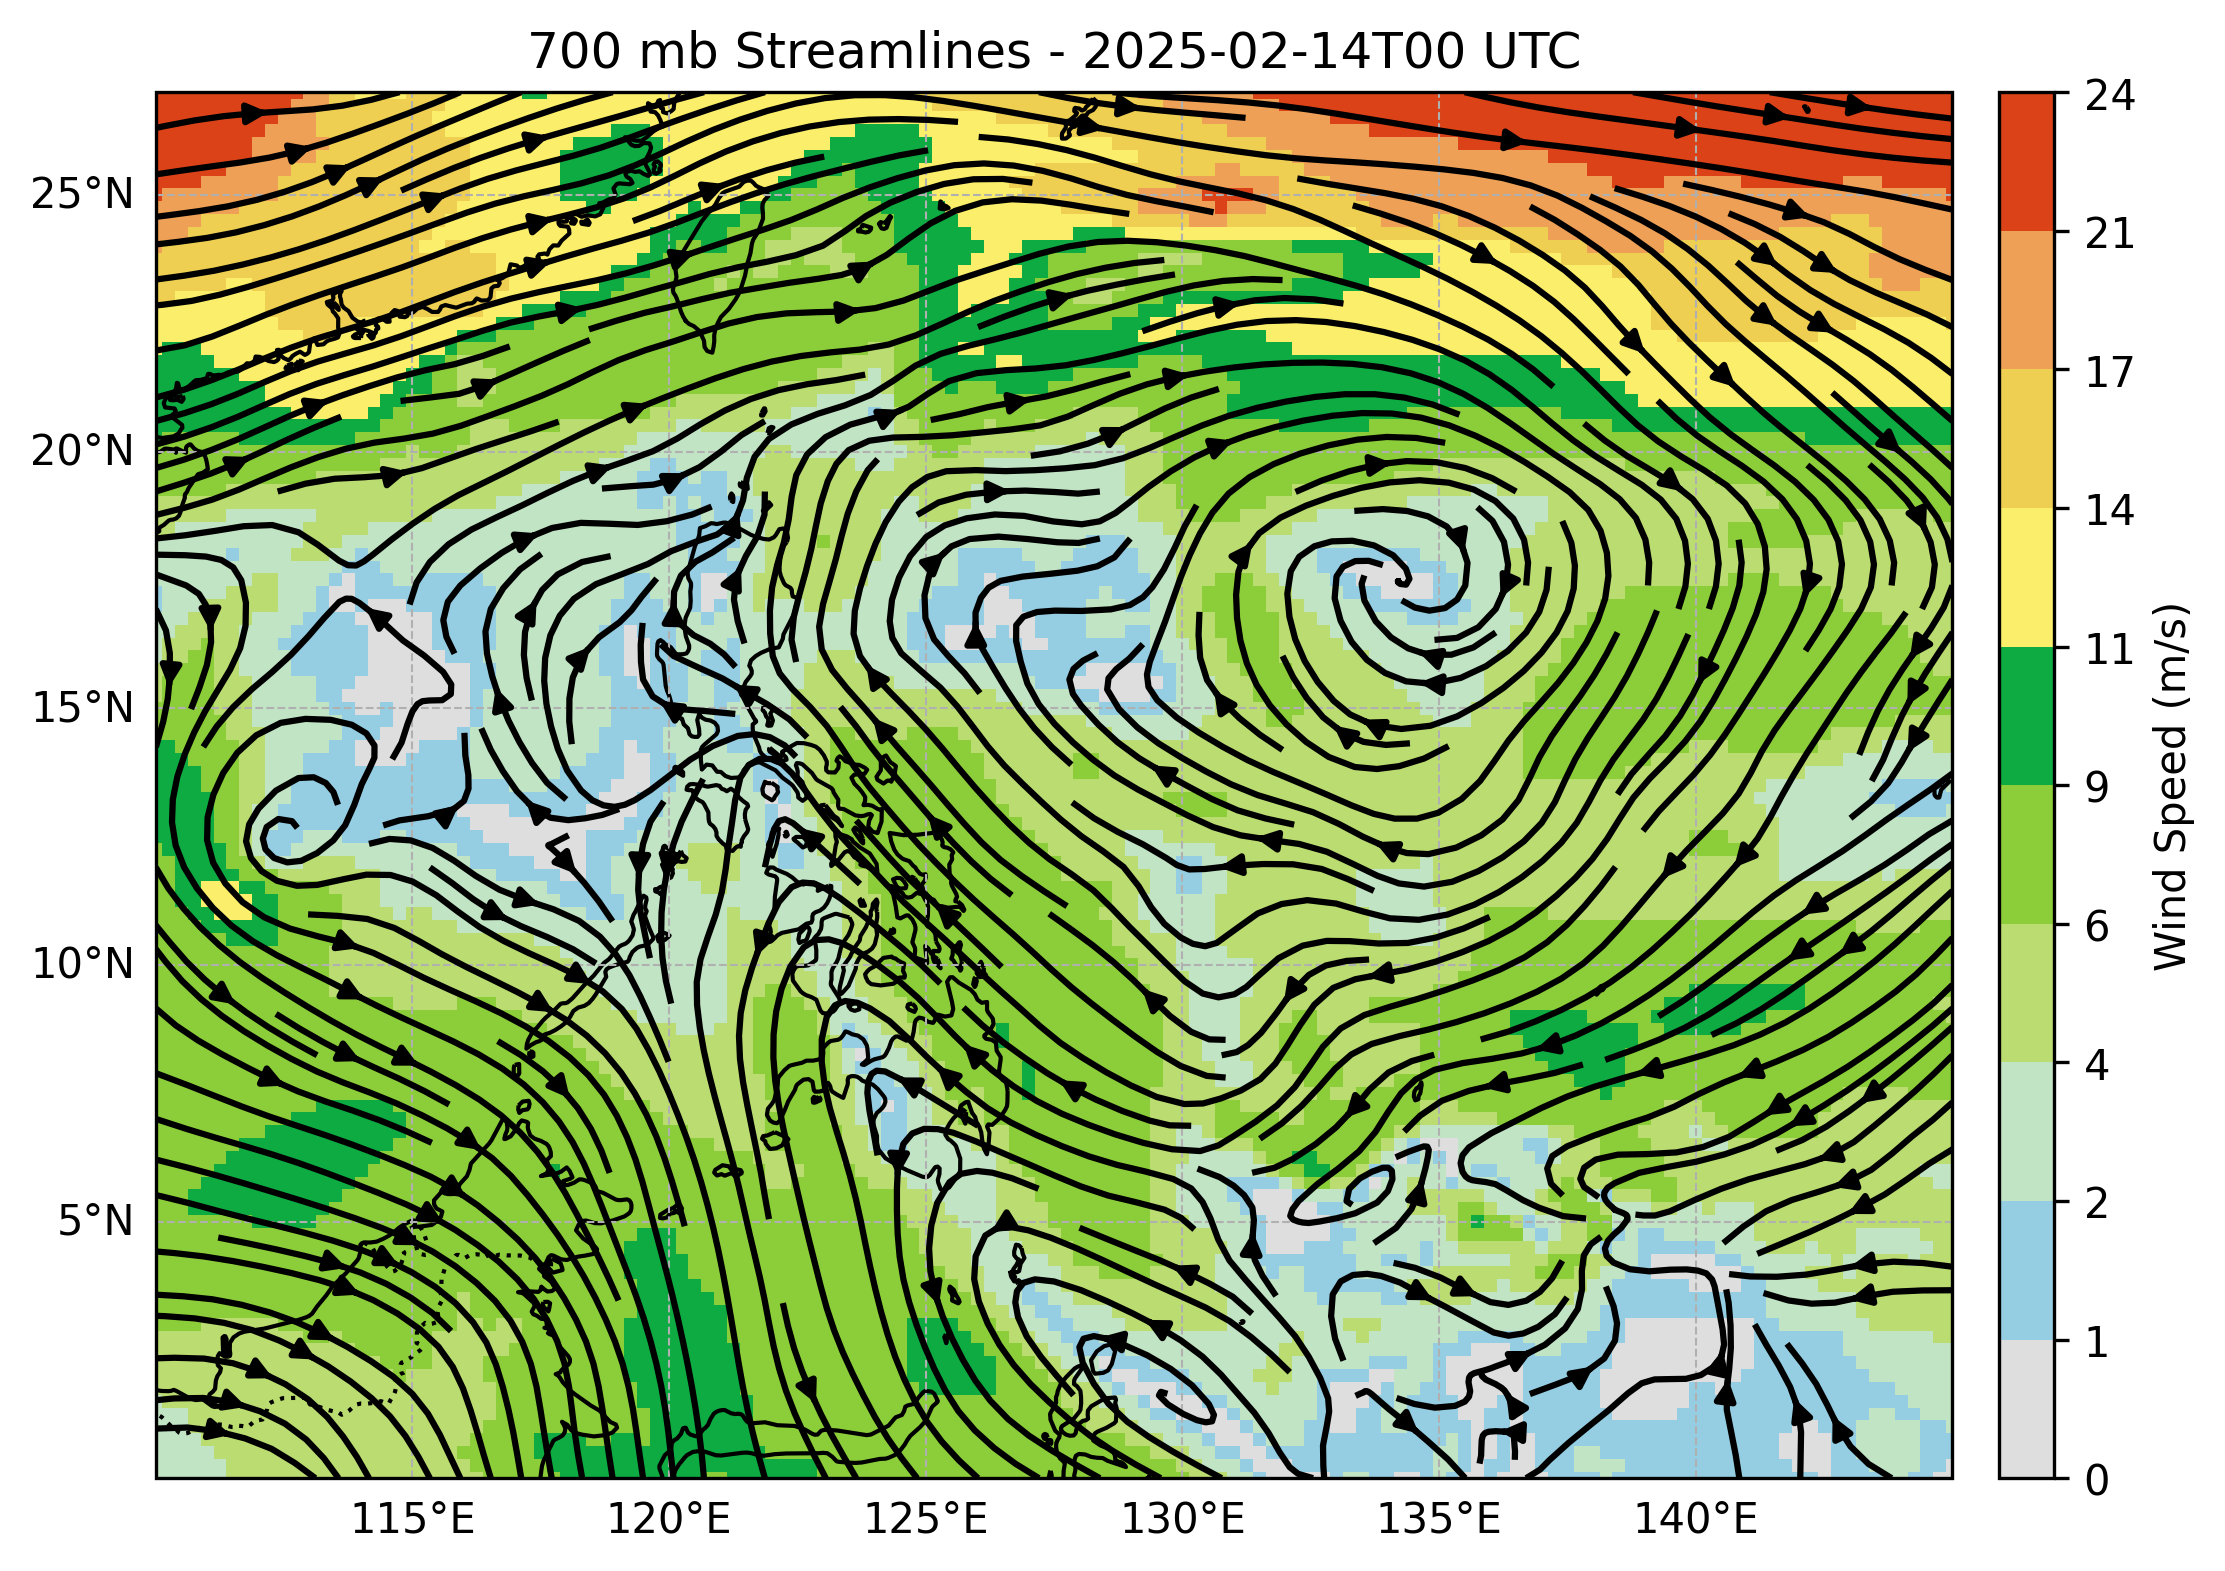 700 mb Streamlines - 2025-02-14T00 UTC
25°N
20°N
15°N
10°N
5°N
115°E
120°E
125°E
130°E
135°E
140°E
24
21
17
14
11
9
6
4
2
1
0
Wind Speed (m/s)